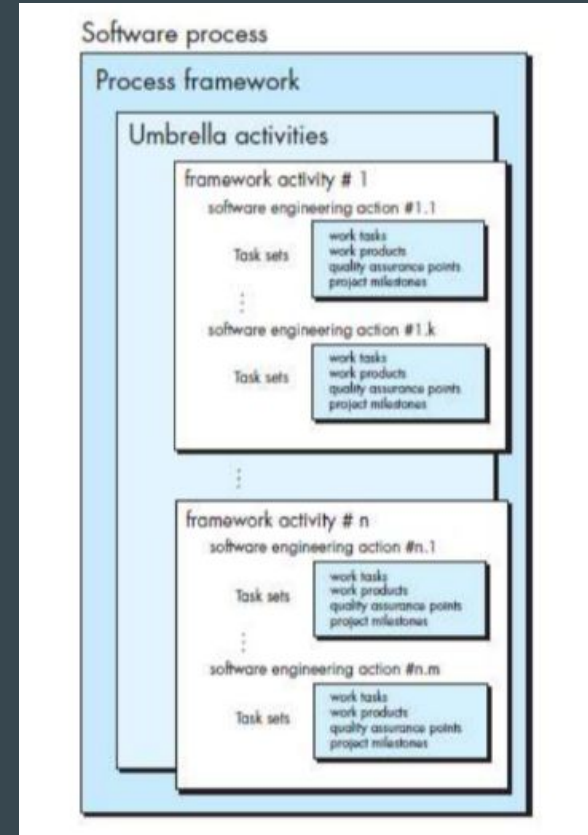 Software process
Process framework
Umbrella activities
framework activity # 1
software engineering action #1.1
Task sets
work tasks
work products
quality assurance points
project milestones
software engineering action #1.k
Task sets
work tasks
work products
quality assurance points
project milestones
framework activity # n
software engineering action #n.1
Task sets
work tasks
work products
quality assurance points
project milestones
software engineering action #n.m
Task sets
work tasks
work products
quality assurance points
project milestones